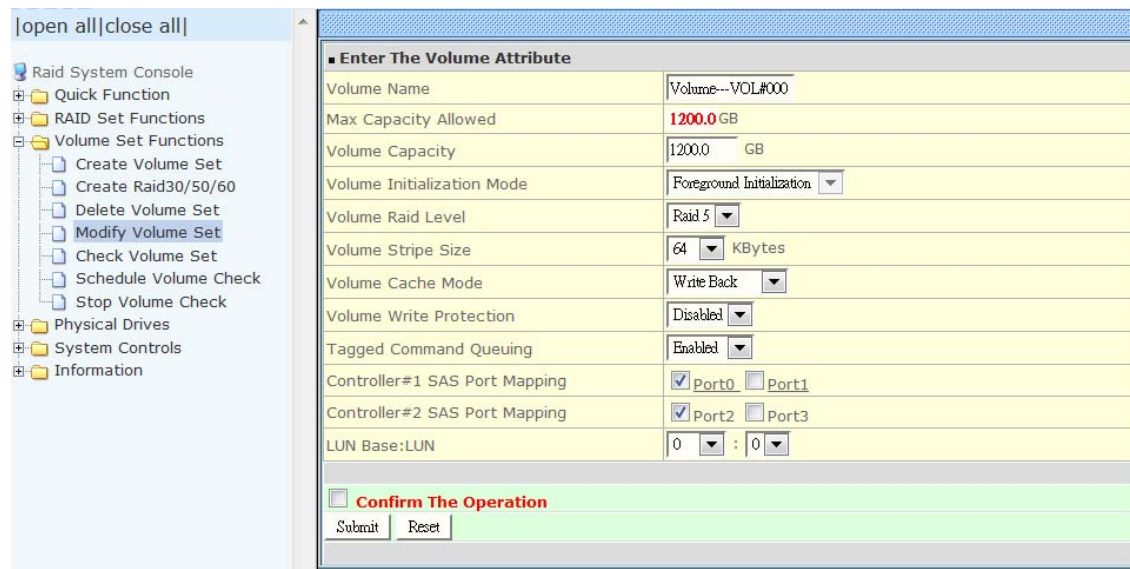 |open all|close all|
Raid System Console
Quick Function
RAID Set Functions
Volume Set Functions
Create Volume Set
Create Raid30/50/60
Delete Volume Set
Modify Volume Set
Check Volume Set
Schedule Volume Check
Stop Volume Check
Physical Drives
System Controls
Information
Enter The Volume Attribute
Volume Name Volume---VOL#000
Max Capacity Allowed 1200.0 GB
Volume Capacity 1200.0 GB
Volume Initialization Mode Foreground Initialization
Volume Raid Level Raid 5
Volume Stripe Size 64 KBytes
Volume Cache Mode Write Back
Volume Write Protection Disabled
Tagged Command Queuing Enabled
Controller#1 SAS Port Mapping Port0 Port1
Controller#2 SAS Port Mapping Port2 Port3
LUN Base:LUN 0 : 0
Confirm The Operation
Submit Reset